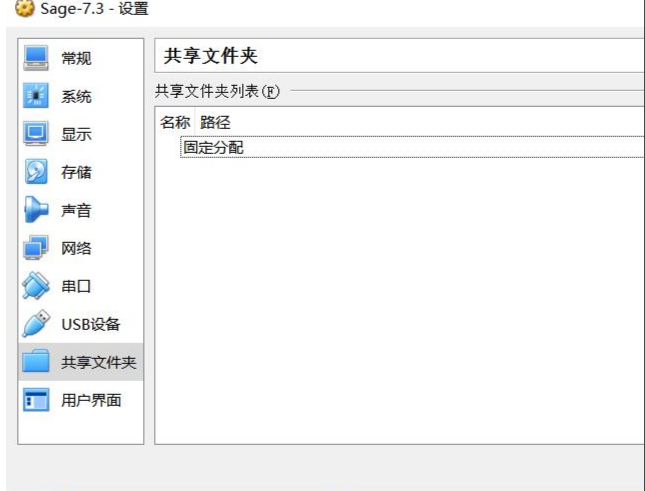 Sage-7.3 - 设置
常规
系统
显示
存储
声音
网络
串口
USB设备
共享文件夹
用户界面
共享文件夹
共享文件夹列表(F)
名称 路径
固定分配